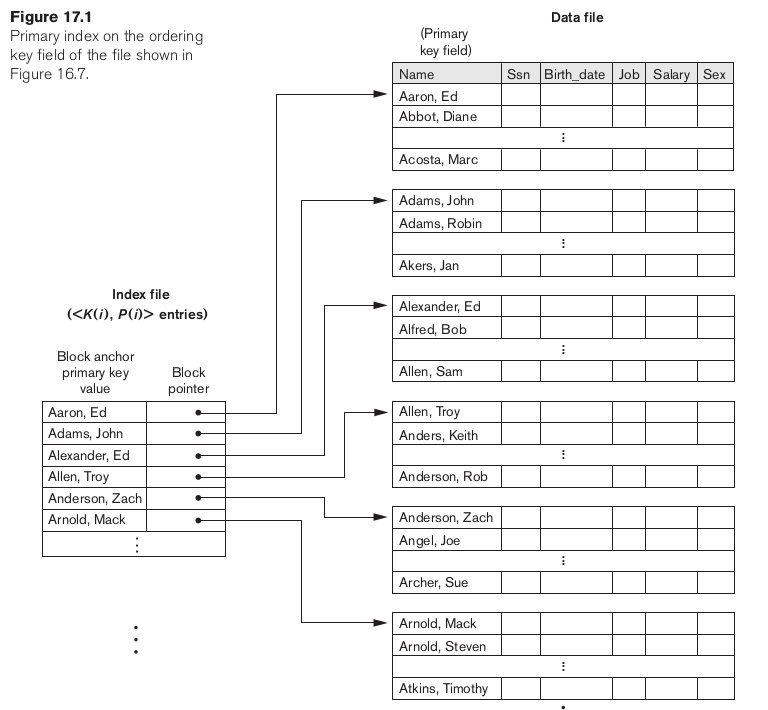 Figure 17.1
Primary index on the ordering
key field of the file shown in
Figure 16.7.
Data file
(Primary
key field)
Name Ssn Birth_date Job Salary Sex
Aaron, Ed
Abbot, Diane
⋮
Acosta, Marc
Adams, John
Adams, Robin
⋮
Akers, Jan
Alexander, Ed
Alfred, Bob
⋮
Allen, Sam
Allen, Troy
Anders, Keith
⋮
Anderson, Rob
Anderson, Zach
Angel, Joe
⋮
Archer, Sue
Arnold, Mack
Arnold, Steven
⋮
Atkins, Timothy
Index file
(<K(i), P(i)> entries)
Block anchor
primary key
value
Block
pointer
Aaron, Ed
Adams, John
Alexander, Ed
Allen, Troy
Anderson, Zach
Arnold, Mack
⋮
⋮